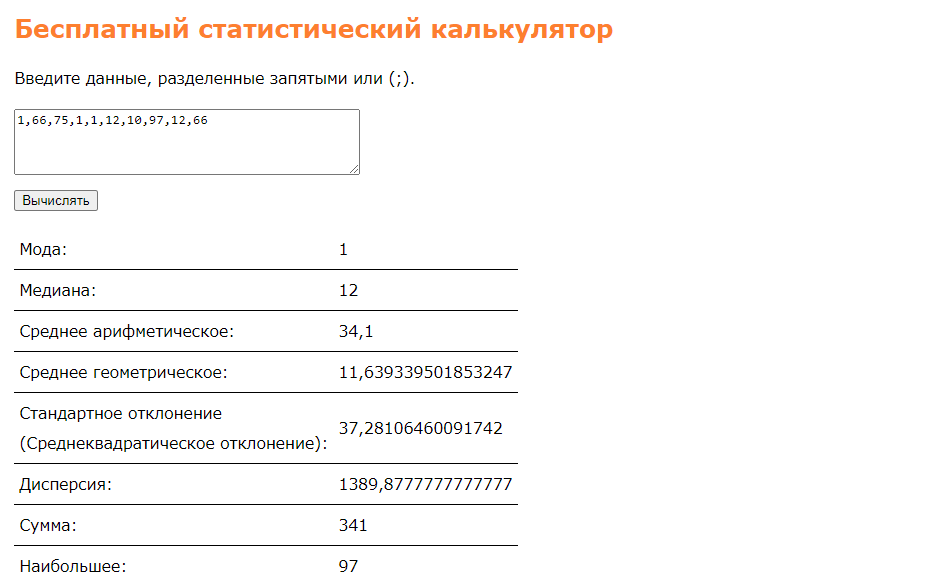 Бесплатный статистический калькулятор
Введите данные, разделенные запятыми или (;).
1,66,75,1,1,12,10,97,12,66
Вычислять
Мода: 1
Медиана: 12
Среднее арифметическое: 34,1
Среднее геометрическое: 11,639339501853247
Стандартное отклонение
(Среднеквадратическое отклонение): 37,28106460091742
Дисперсия: 1389,8777777777777
Сумма: 341
Наибольшее: 97